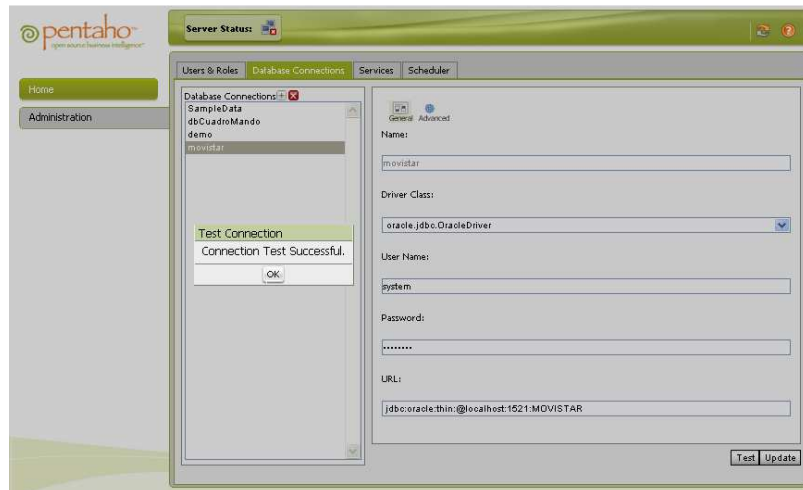 pentaho™
open source business intelligence™
Server Status:
Home
Administration
Users & Roles
Database Connections
Services
Scheduler
Database Connections
SampleData
dbCuadroMando
demo
movistar
General
Advanced
Name:
movistar
Driver Class:
oracle.jdbc.OracleDriver
User Name:
system
Password:
••••••••
URL:
jdbc:oracle:thin:@localhost:1521:MOVISTAR
Test Connection
Connection Test Successful.
OK
Test
Update